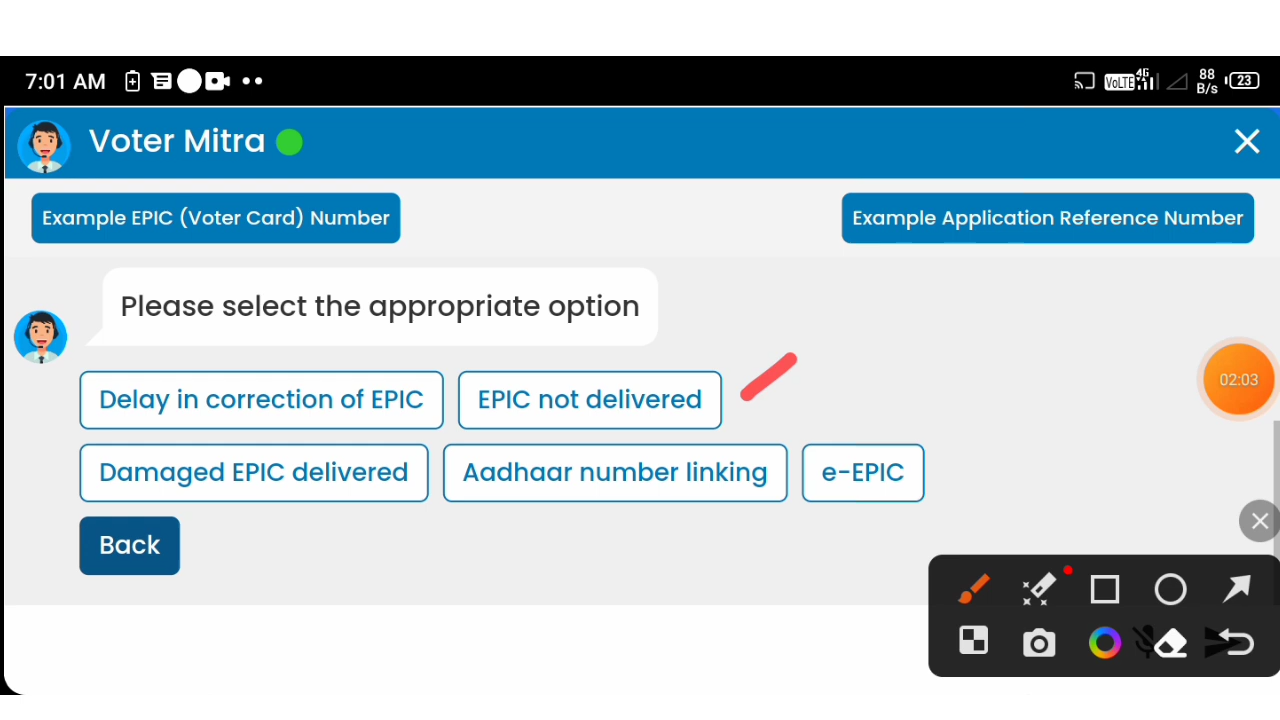 7:01 AM VoLTE 4G 88 B/s 23
Voter Mitra
Example EPIC (Voter Card) Number Example Application Reference Number
Please select the appropriate option
Delay in correction of EPIC EPIC not delivered
02:03
Damaged EPIC delivered Aadhaar number linking e-EPIC
Back